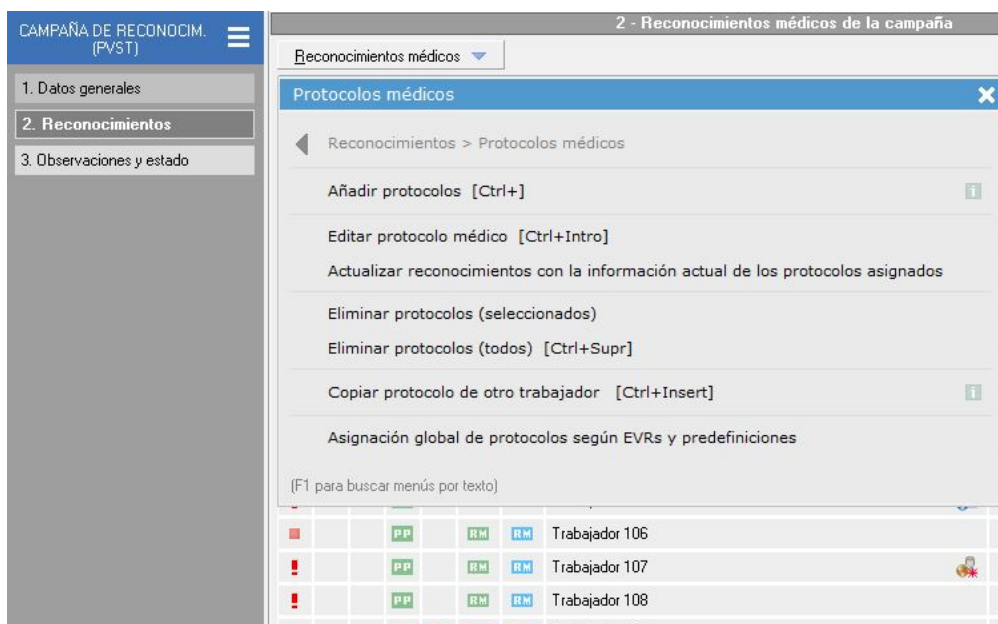 CAMPAÑA DE RECONOCIM.
(PVST)
1. Datos generales
2. Reconocimientos
3. Observaciones y estado
2 - Reconocimientos médicos de la campaña
Reconocimientos médicos
Protocolos médicos
Reconocimientos > Protocolos médicos
Añadir protocolos [Ctrl+]
Editar protocolo médico [Ctrl+Intro]
Actualizar reconocimientos con la información actual de los protocolos asignados
Eliminar protocolos (seleccionados)
Eliminar protocolos (todos) [Ctrl+Supr]
Copiar protocolo de otro trabajador [Ctrl+Insert]
Asignación global de protocolos según EVRs y predefiniciones
(F1 para buscar menús por texto)
PP RM RM Trabajador 106
PP RM RM Trabajador 107
PP RM RM Trabajador 108